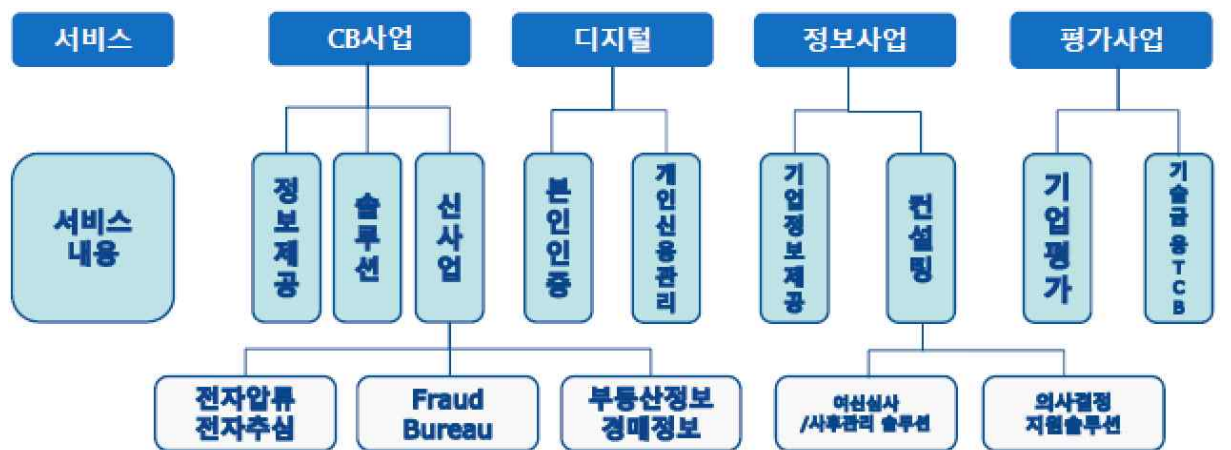 서비스
CB사업
디지털
정보사업
평가사업
서비스
내용
정보제공
솔루션
신사업
본인인증
개인신용관리
기업정보제공
컨설팅
기업평가
기술금융TCB
전자압류
전자추심
Fraud
Bureau
부동산정보
경매정보
여신심사
/사후관리 솔루션
의사결정
지원솔루션